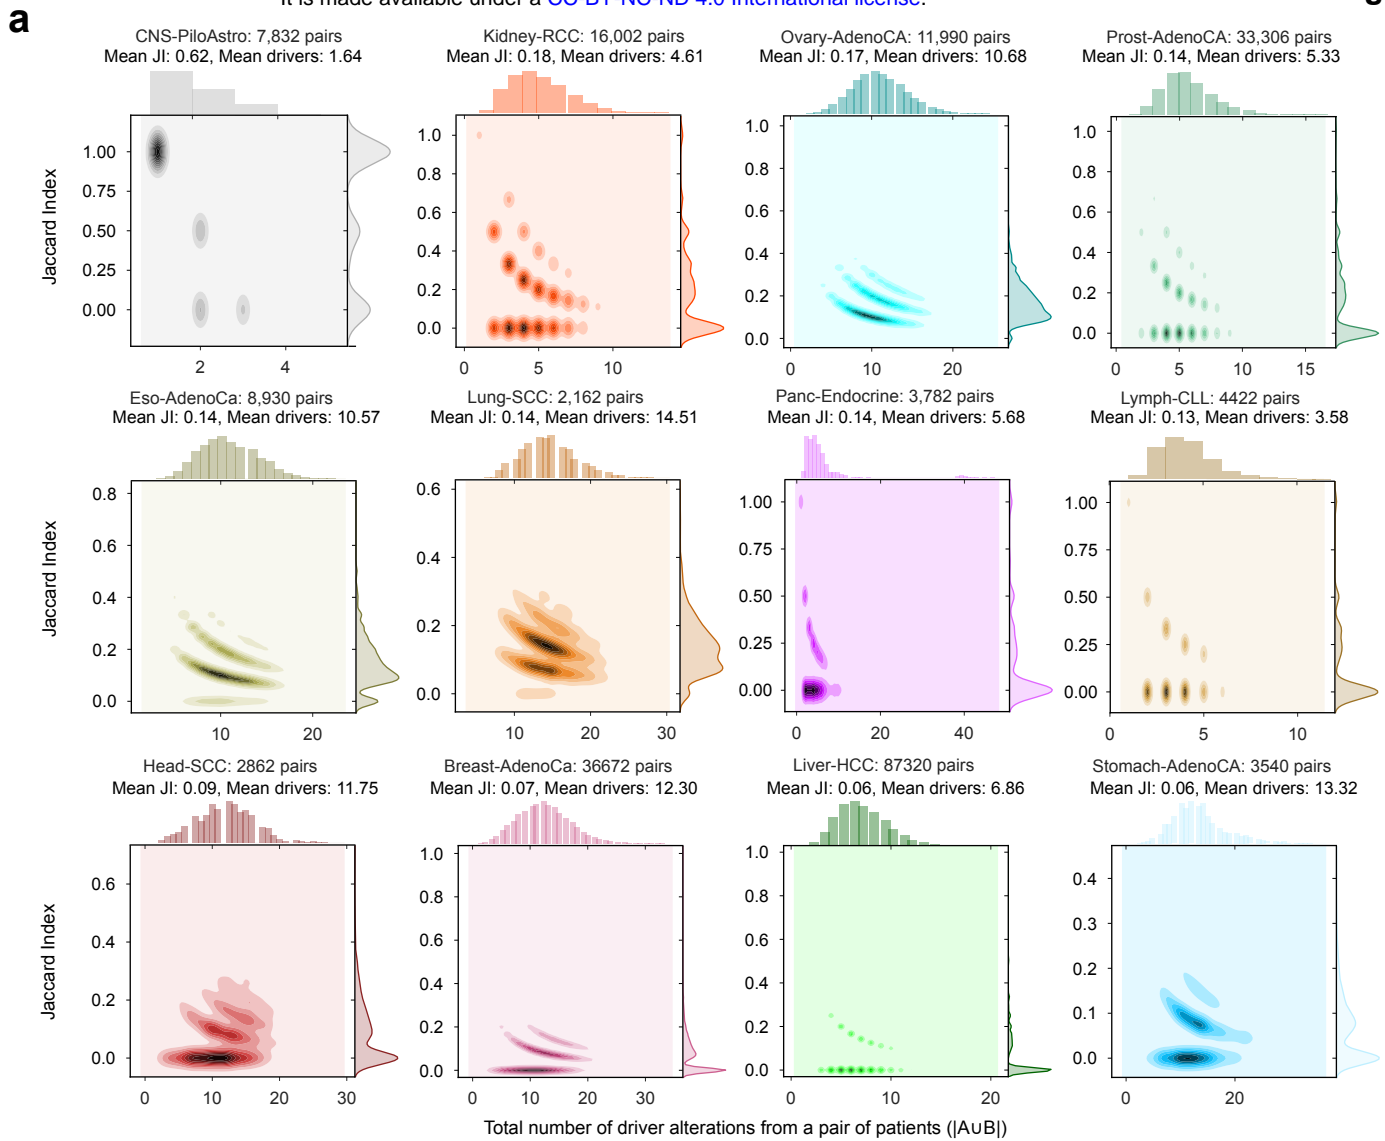 It is made available under a CC-BY-NC-ND 4.0 International license.
a
CNS-PiloAstro: 7,832 pairs
Mean JI: 0.62, Mean drivers: 1.64
Kidney-RCC: 16,002 pairs
Mean JI: 0.18, Mean drivers: 4.61
Ovary-AdenoCA: 11,990 pairs
Mean JI: 0.17, Mean drivers: 10.68
Prost-AdenoCA: 33,306 pairs
Mean JI: 0.14, Mean drivers: 5.33
Jaccard Index
1.00
0.75
0.50
0.25
0.00
2 4
1.0
0.8
0.6
0.4
0.2
0.0
0 5 10
1.0
0.8
0.6
0.4
0.2
0.0
0 10 20
1.0
0.8
0.6
0.4
0.2
0.0
0 5 10 15
Eso-AdenoCa: 8,930 pairs
Mean JI: 0.14, Mean drivers: 10.57
Lung-SCC: 2,162 pairs
Mean JI: 0.14, Mean drivers: 14.51
Panc-Endocrine: 3,782 pairs
Mean JI: 0.14, Mean drivers: 5.68
Lymph-CLL: 4422 pairs
Mean JI: 0.13, Mean drivers: 3.58
Jaccard Index
0.8
0.6
0.4
0.2
0.0
10 20
0.6
0.4
0.2
0.0
10 20 30
1.00
0.75
0.50
0.25
0.00
0 20 40
1.00
0.75
0.50
0.25
0.00
0 5 10
Head-SCC: 2862 pairs
Mean JI: 0.09, Mean drivers: 11.75
Breast-AdenoCa: 36672 pairs
Mean JI: 0.07, Mean drivers: 12.30
Liver-HCC: 87320 pairs
Mean JI: 0.06, Mean drivers: 6.86
Stomach-AdenoCA: 3540 pairs
Mean JI: 0.06, Mean drivers: 13.32
Jaccard Index
0.6
0.4
0.2
0.0
0 10 20 30
1.0
0.8
0.6
0.4
0.2
0.0
0 10 20 30
1.0
0.8
0.6
0.4
0.2
0.0
0 10 20
0.4
0.3
0.2
0.1
0.0
0 20
Total number of driver alterations from a pair of patients (|A∪B|)